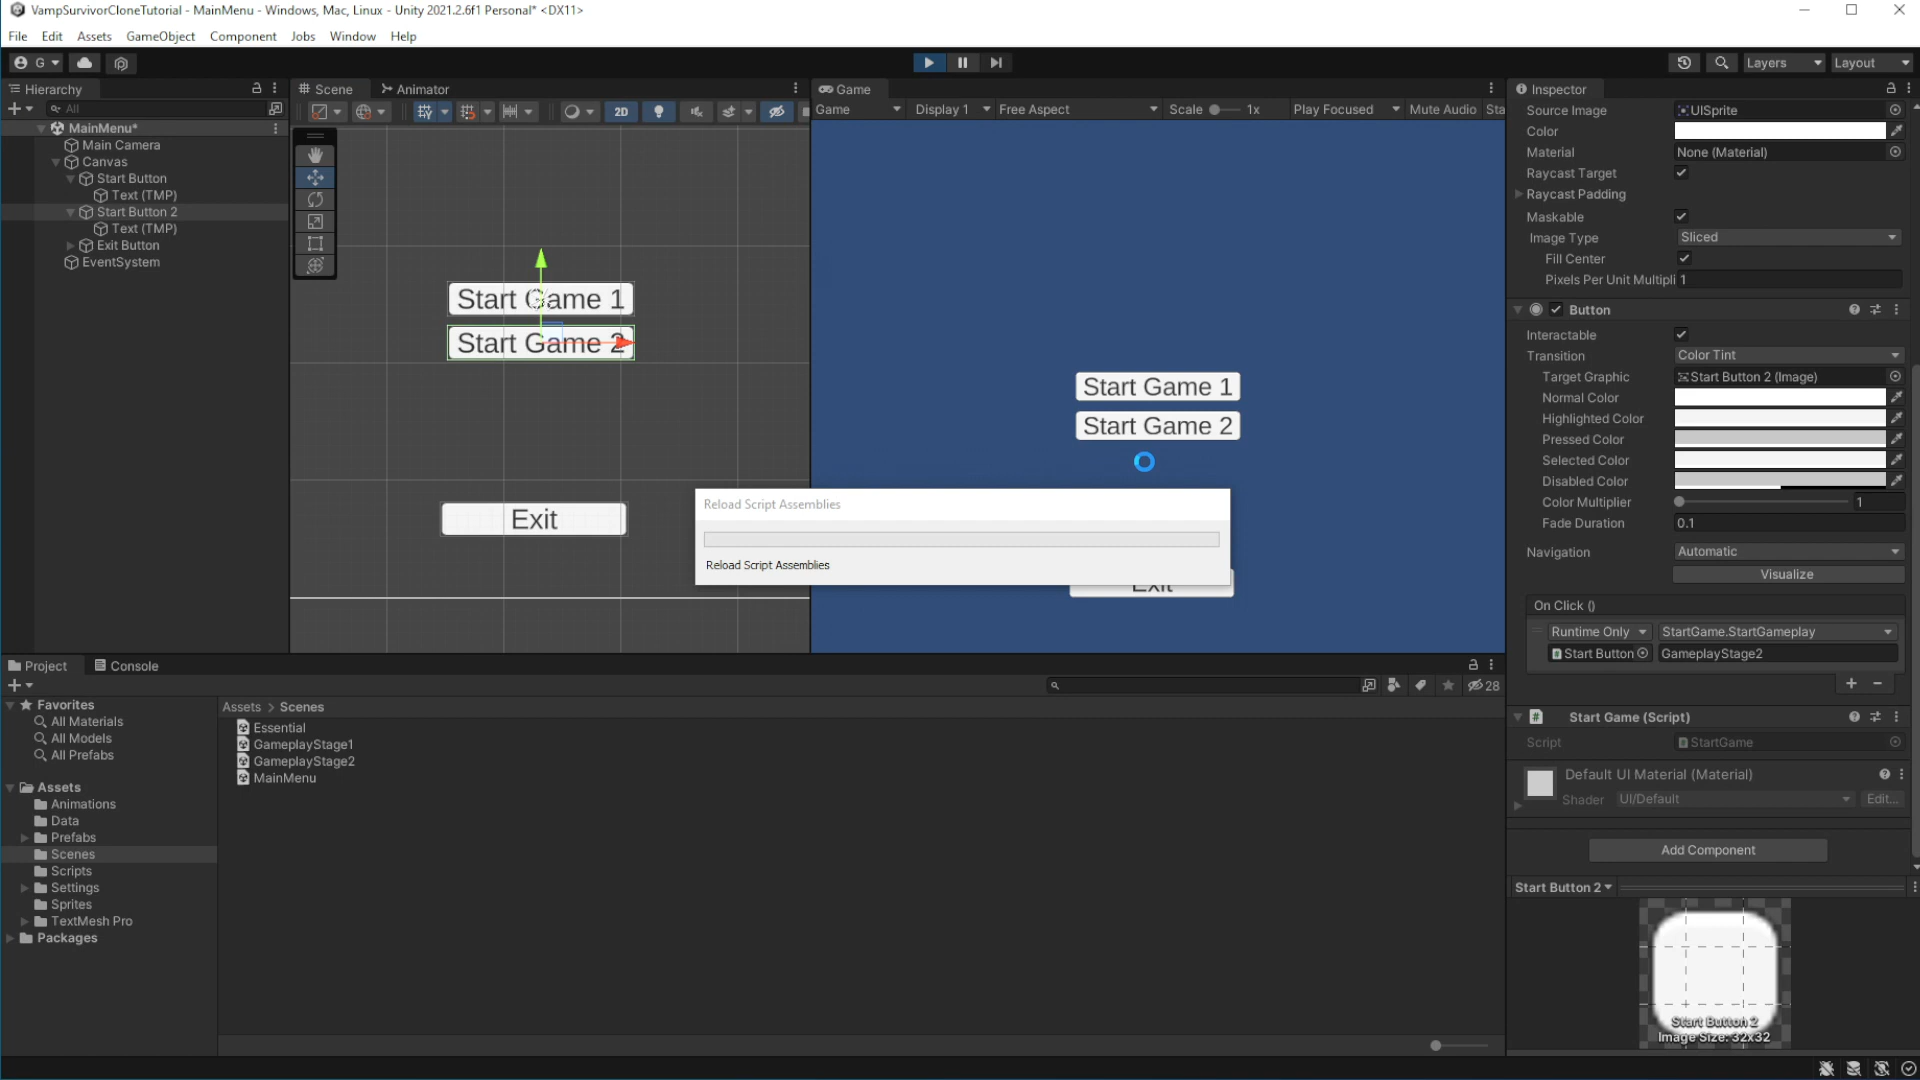 VampSurvivorCloneTutorial - MainMenu - Windows, Mac, Linux - Unity 2021.2.6f1 Personal* <DX11>
File Edit Assets GameObject Component Jobs Window Help
G
Layers Layout
Hierarchy
All
MainMenu*
Main Camera
Canvas
Start Button
Text (TMP)
Start Button 2
Text (TMP)
Exit Button
EventSystem
Scene Animator
2D
Start Game 1
Start Game 2
Exit
Game
Game Display 1 Free Aspect Scale 1x Play Focused Mute Audio Sta
Start Game 1
Start Game 2
Exit
Reload Script Assemblies
Reload Script Assemblies
Inspector
Source Image UISprite
Color
Material None (Material)
Raycast Target
Raycast Padding
Maskable
Image Type Sliced
Fill Center
Pixels Per Unit Multipli 1
Button
Interactable
Transition Color Tint
Target Graphic Start Button 2 (Image)
Normal Color
Highlighted Color
Pressed Color
Selected Color
Disabled Color
Color Multiplier 1
Fade Duration 0.1
Navigation Automatic
Visualize
On Click ()
Runtime Only StartGame.StartGameplay
Start Button GameplayStage2
Start Game (Script)
Script StartGame
Default UI Material (Material)
Shader UI/Default Edit...
Add Component
Start Button 2
Start Button 2
Image Size: 32x32
Project Console
28
Favorites
All Materials
All Models
All Prefabs
Assets
Animations
Data
Prefabs
Scenes
Scripts
Settings
Sprites
TextMesh Pro
Packages
Assets > Scenes
Essential
GameplayStage1
GameplayStage2
MainMenu